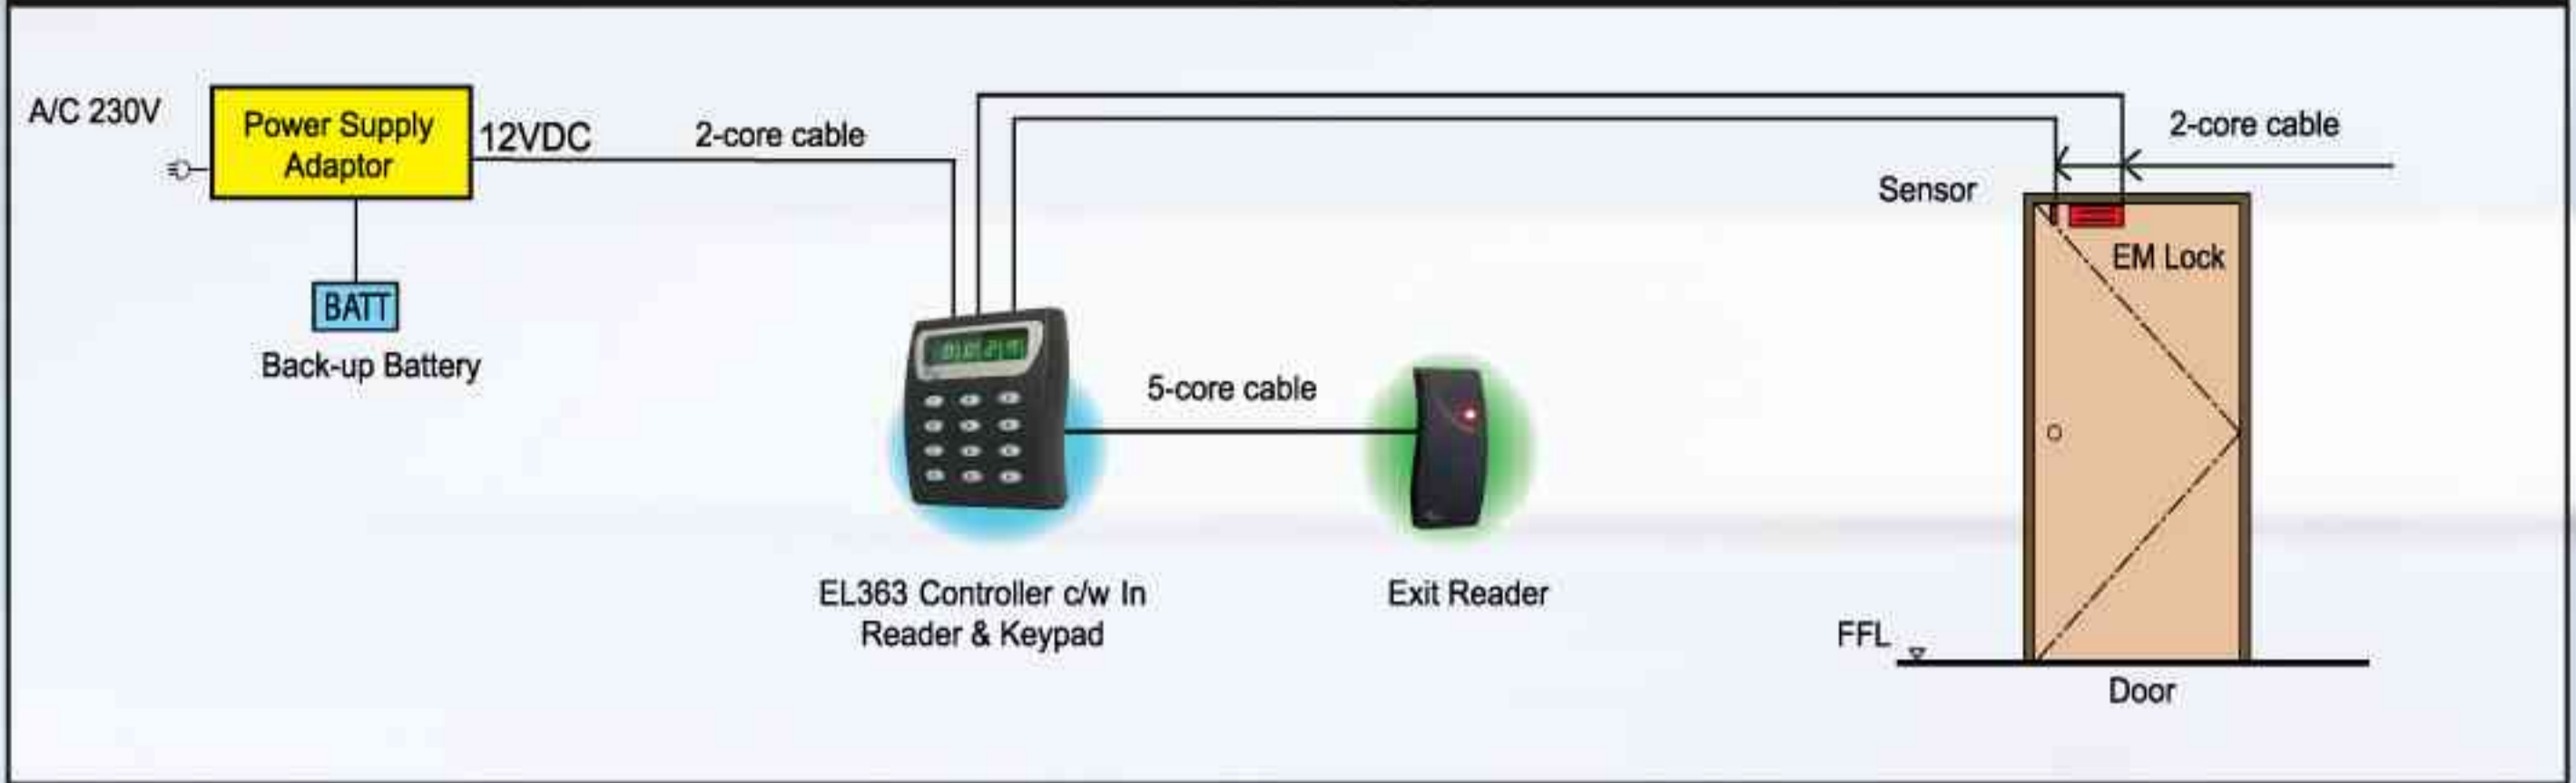 A/C 230V
Power Supply
Adaptor
12VDC
2-core cable
2-core cable
Sensor
EM Lock
BATT
Back-up Battery
5-core cable
EL363 Controller c/w In
Reader & Keypad
Exit Reader
FFL
Door